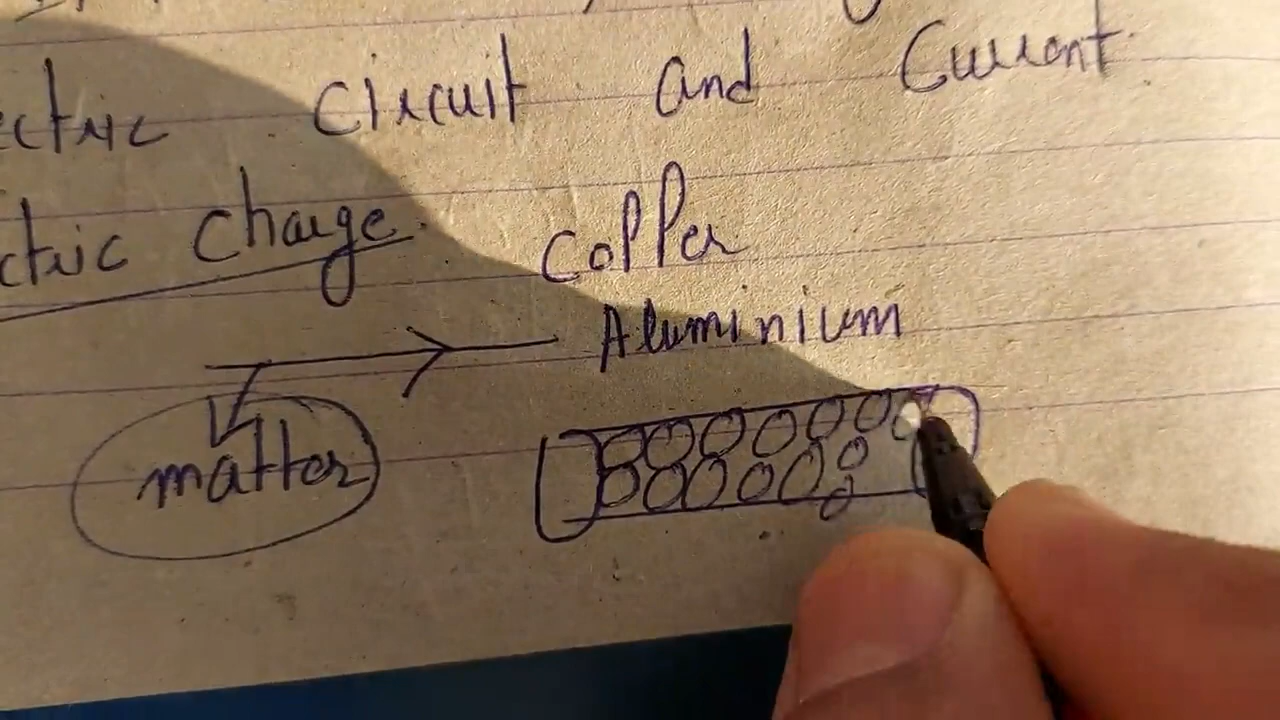 ectric Circuit and Current
ctric Charge
Copper
Aluminium
matter